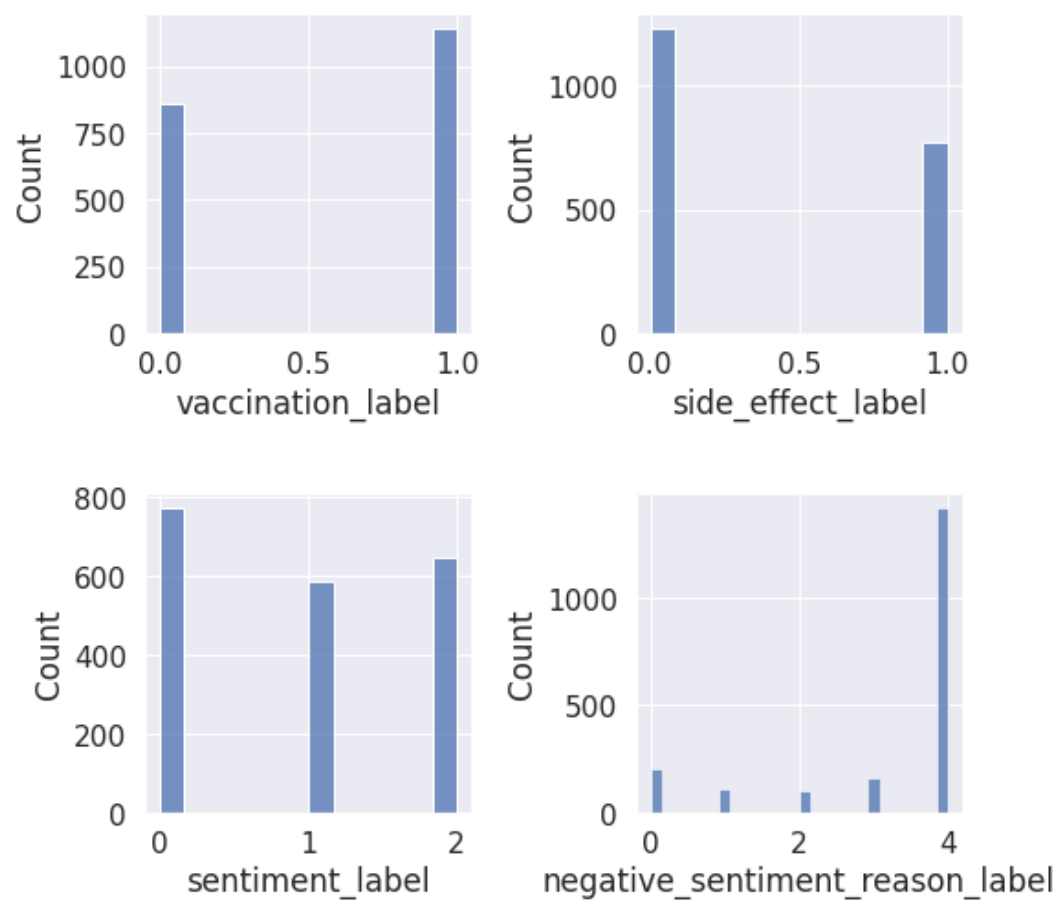 Count
1000
750
500
250
0
0.0 0.5 1.0
vaccination_label
Count
1000
500
0
0.0 0.5 1.0
side_effect_label
Count
800
600
400
200
0
0 1 2
sentiment_label
Count
1000
500
0
0 2 4
negative_sentiment_reason_label